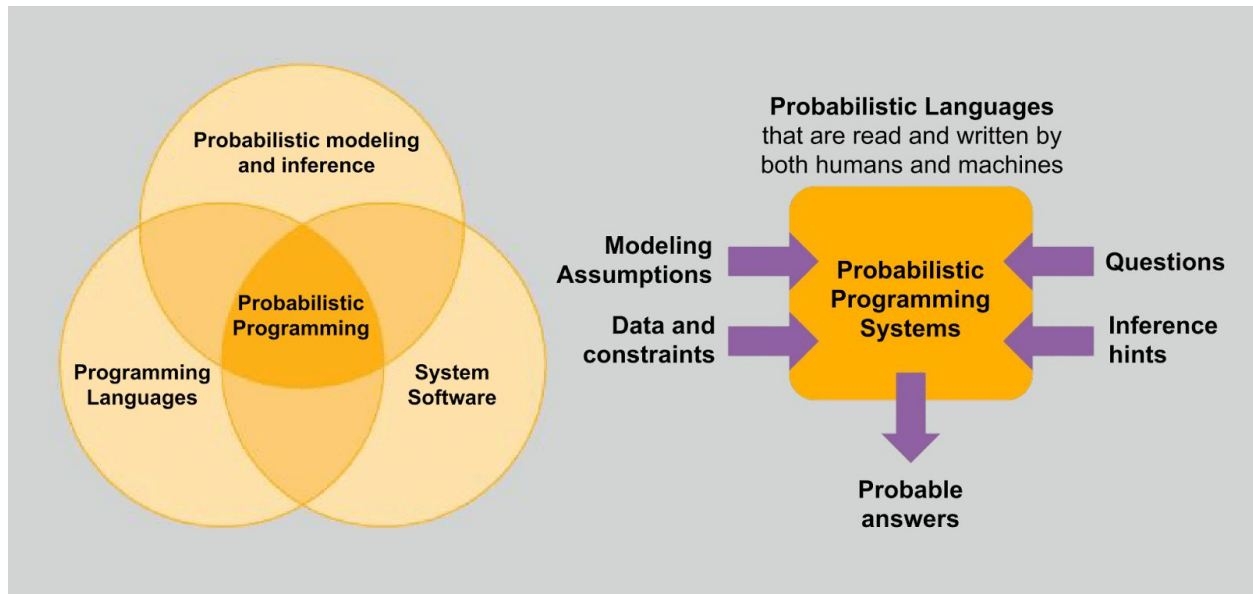 Probabilistic modeling
and inference
Probabilistic
Programming
Programming
Languages
System
Software
Probabilistic Languages
that are read and written by
both humans and machines
Modeling
Assumptions
Data and
constraints
Probabilistic
Programming
Systems
Questions
Inference
hints
Probable
answers